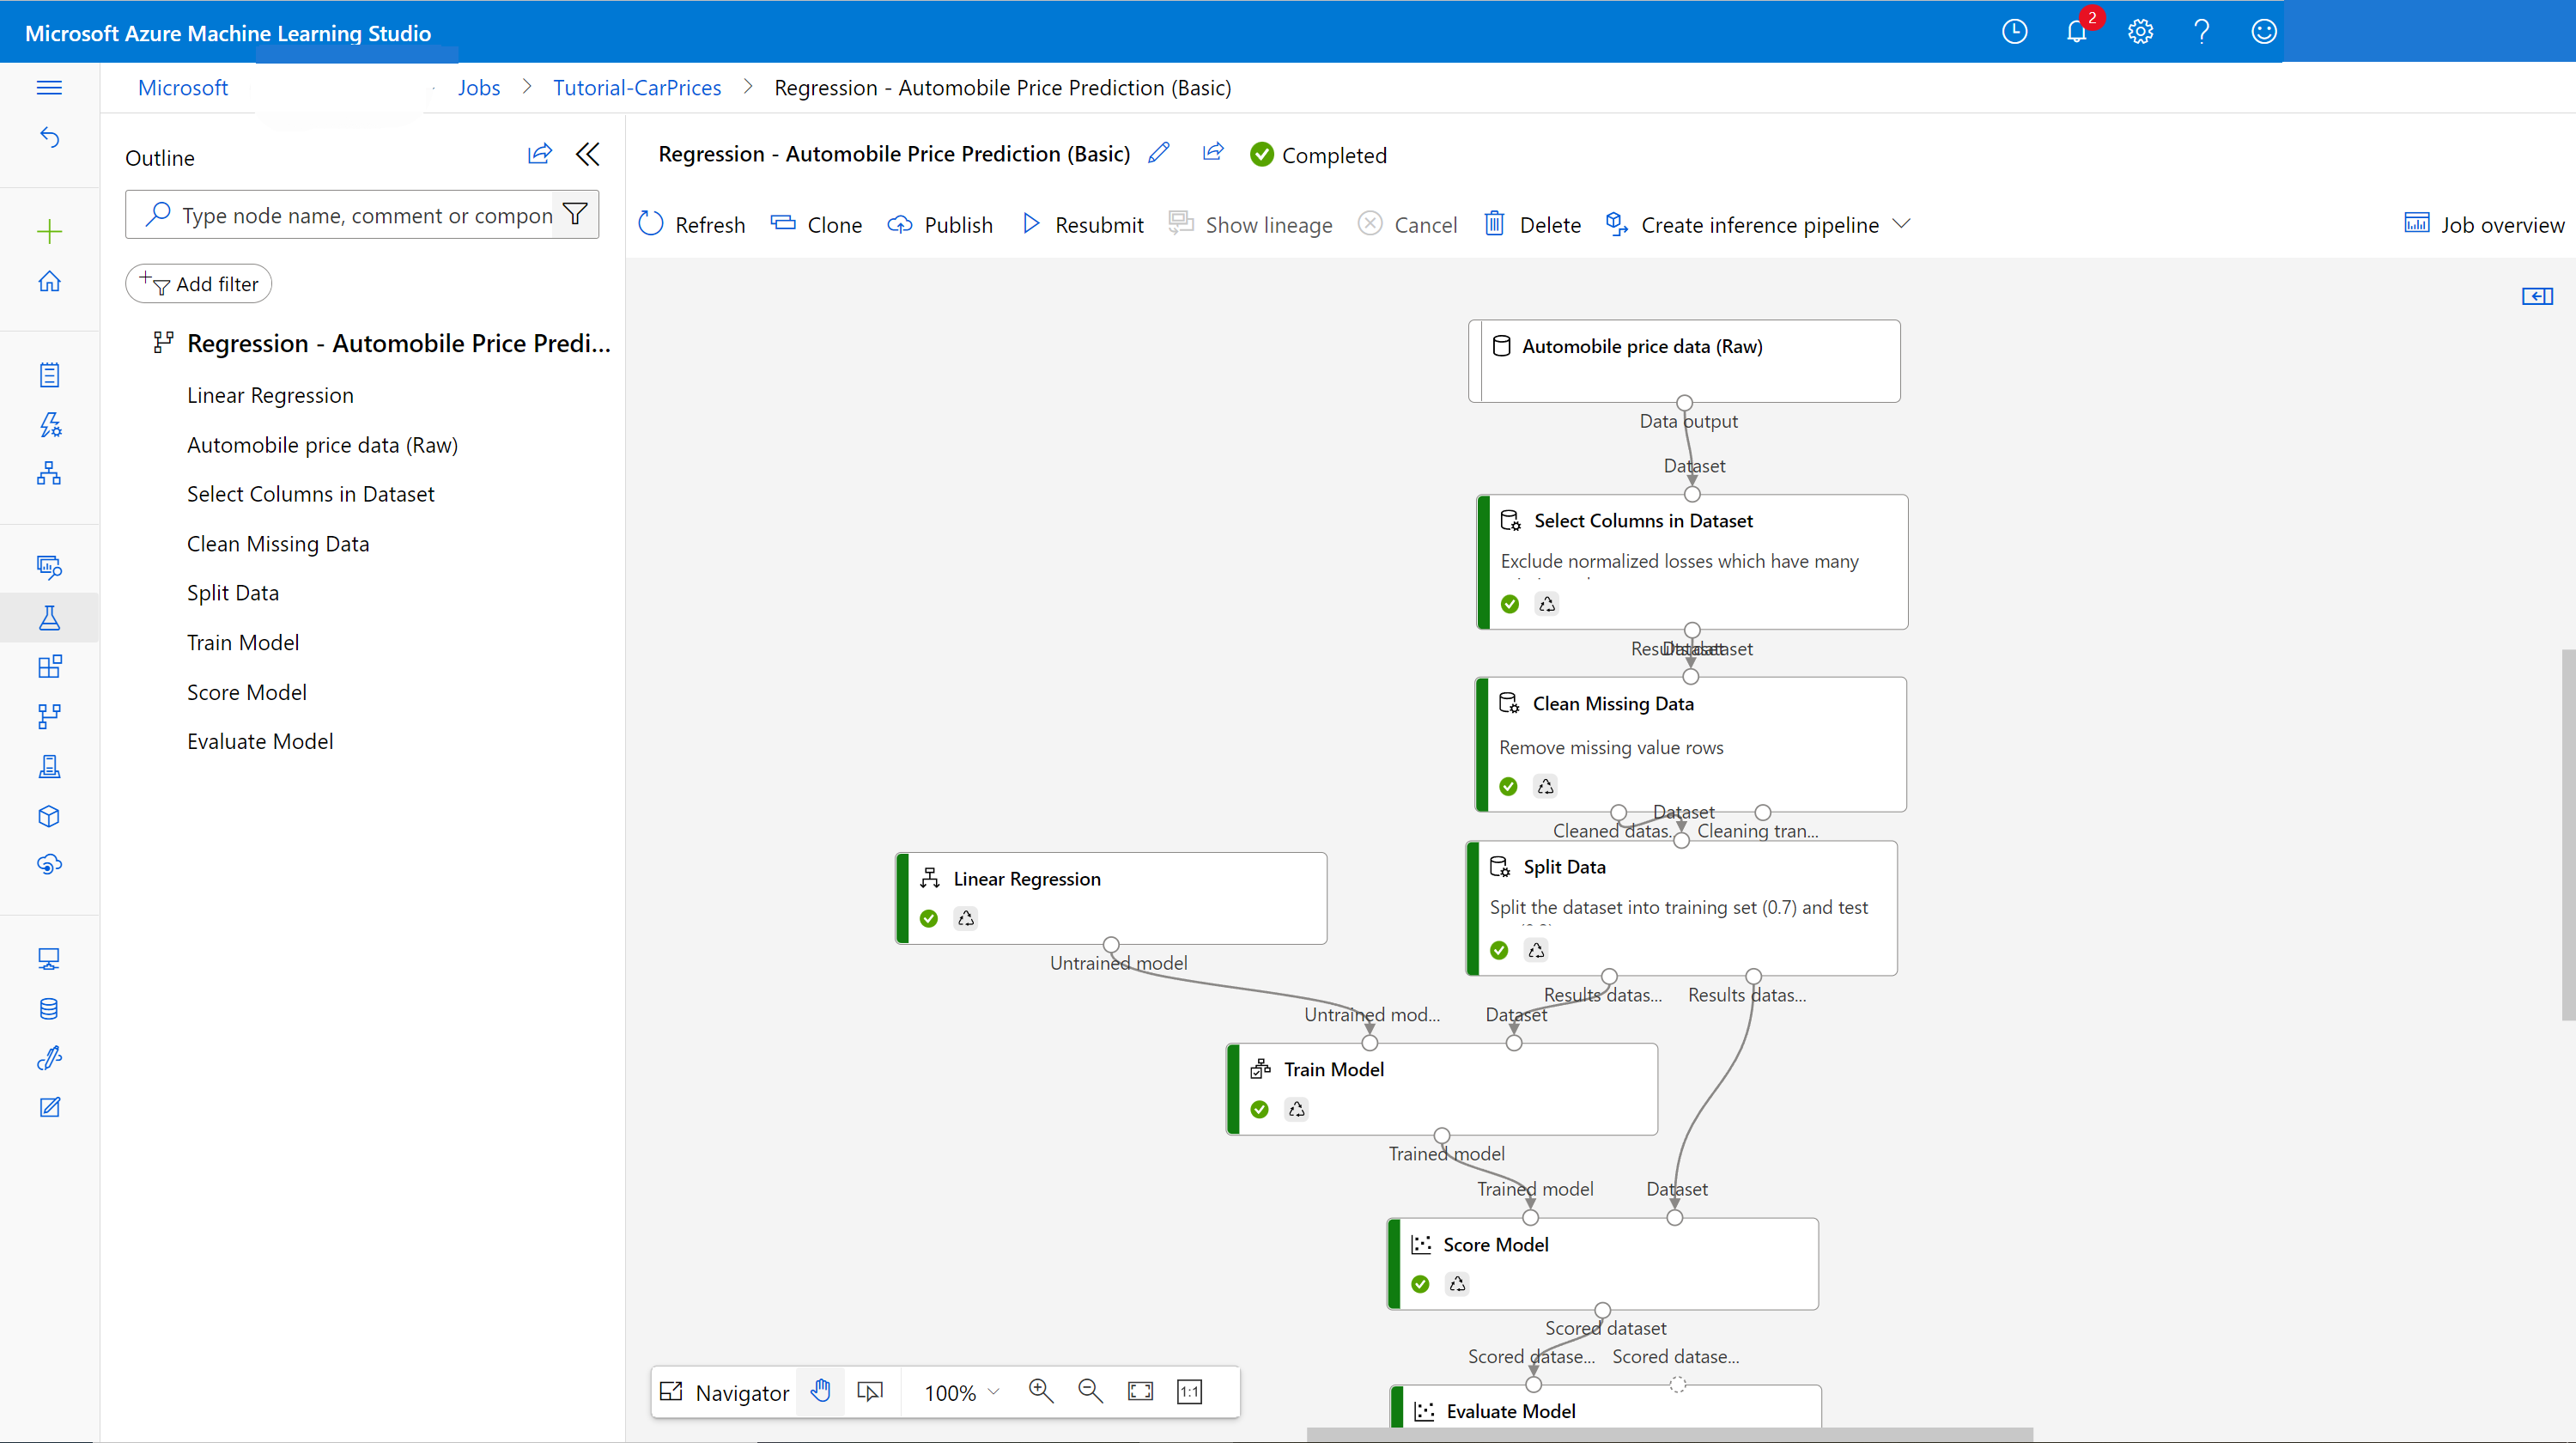 Microsoft Azure Machine Learning Studio
2
Microsoft
Jobs > Tutorial-CarPrices > Regression - Automobile Price Prediction (Basic)
Outline
Type node name, comment or compon
Add filter
Regression - Automobile Price Predi...
Linear Regression
Automobile price data (Raw)
Select Columns in Dataset
Clean Missing Data
Split Data
Train Model
Score Model
Evaluate Model
Regression - Automobile Price Prediction (Basic)
Completed
Refresh Clone Publish Resubmit Show lineage Cancel Delete Create inference pipeline Job overview
Automobile price data (Raw)
Data output
Dataset
Select Columns in Dataset
Exclude normalized losses which have many
Results dataset
Dataset
Clean Missing Data
Remove missing value rows
Dataset
Cleaned datas... Cleaning tran...
Split Data
Split the dataset into training set (0.7) and test
Linear Regression
Untrained model
Results datas... Results datas...
Untrained mod... Dataset
Train Model
Trained model
Trained model Dataset
Score Model
Scored dataset
Scored datase... Scored datase...
Evaluate Model
Navigator 100% 1:1